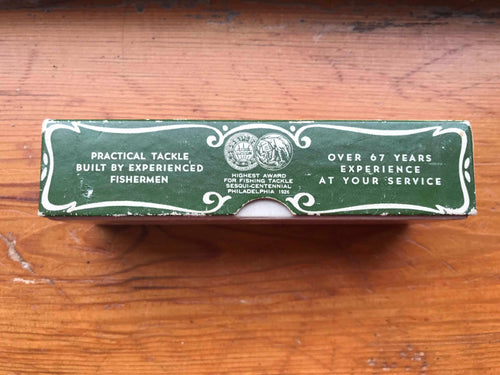 PRACTICAL TACKLE
BUILT BY EXPERIENCED
FISHERMEN
HIGHEST AWARD
FOR FISHING TACKLE
SESQUI-CENTENNIAL
PHILADELPHIA 1926
OVER 67 YEARS
EXPERIENCE
AT YOUR SERVICE